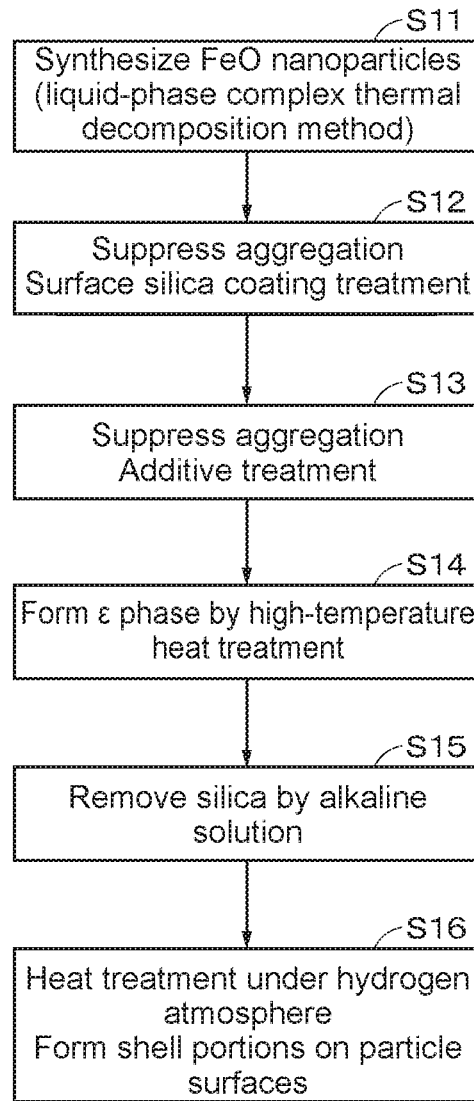 S11
Synthesize FeO nanoparticles
(liquid-phase complex thermal
decomposition method)
S12
Suppress aggregation
Surface silica coating treatment
S13
Suppress aggregation
Additive treatment
S14
Form ε phase by high-temperature
heat treatment
S15
Remove silica by alkaline
solution
S16
Heat treatment under hydrogen
atmosphere
Form shell portions on particle
surfaces